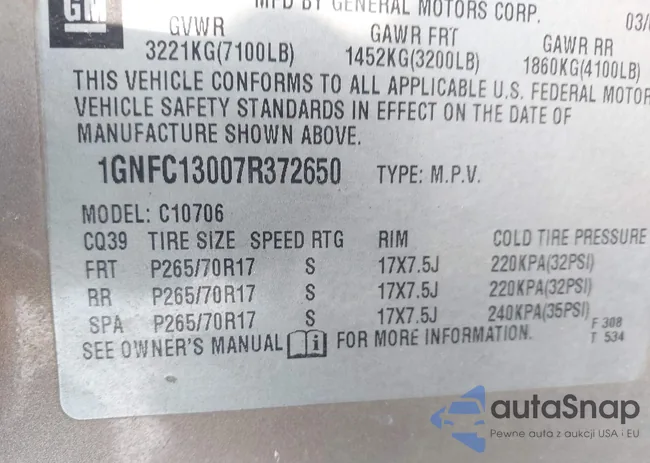 GM
MFD BY GENERAL MOTORS CORP.
GVWR GAWR FRT GAWR RR
3221KG(7100LB) 1452KG(3200LB) 1860KG(4100LB)
THIS VEHICLE CONFORMS TO ALL APPLICABLE U.S. FEDERAL MOTOR
VEHICLE SAFETY STANDARDS IN EFFECT ON THE DATE OF
MANUFACTURE SHOWN ABOVE.
1GNFC13007R372650 TYPE: M.P.V.
MODEL: C10706
CQ39 TIRE SIZE SPEED RTG RIM COLD TIRE PRESSURE
FRT P265/70R17 S 17X7.5J 220KPA(32PSI)
RR P265/70R17 S 17X7.5J 220KPA(32PSI)
SPA P265/70R17 S 17X7.5J 240KPA(35PSI)
F 308
T 534
SEE OWNER'S MANUAL i FOR MORE INFORMATION.
autaSnap
Pewne auta z aukcji USA i EU